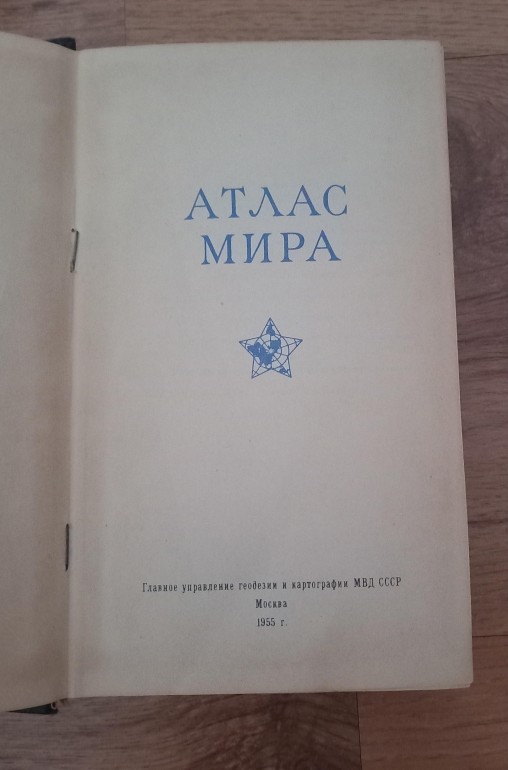 АТЛАС
МИРА
Главное управление геодезии и картографии МВД СССР
Москва
1955 г.